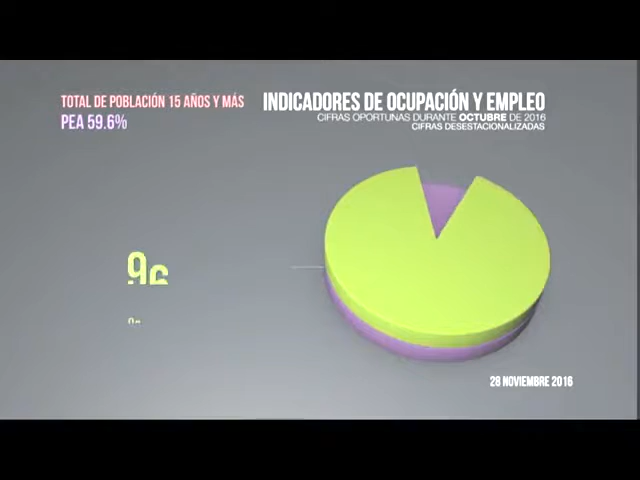 TOTAL DE POBLACIÓN 15 AÑOS Y MÁS
PEA 59.6%
INDICADORES DE OCUPACIÓN Y EMPLEO
CIFRAS OPORTUNAS DURANTE OCTUBRE DE 2016
CIFRAS DESESTACIONALIZADAS
28 NOVIEMBRE 2016